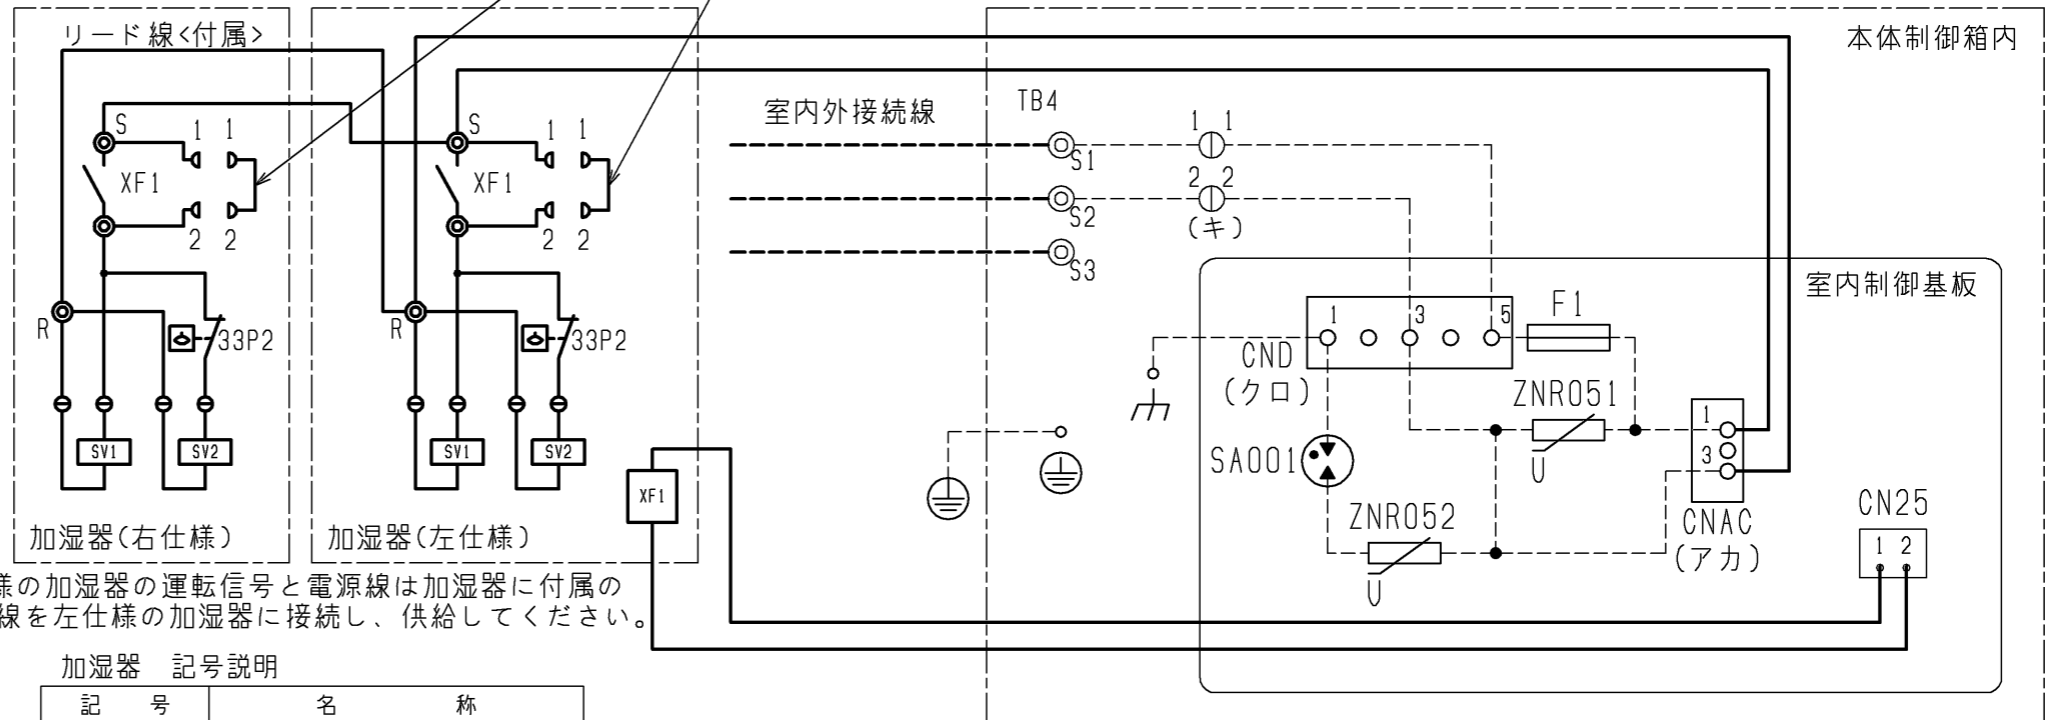 リード線<付属>
本体制御箱内
室内外接続線
TB4
S
1
1
XF1
2
2
R
33P2
SV1
SV2
加湿器(右仕様)
S
1
1
XF1
2
2
R
33P2
SV1
SV2
加湿器(左仕様)
XF1
S1
S2
S3
1
1
2
2
(キ)
室内制御基板
1
3
5
F1
CND
(クロ)
ZNR051
U
SA001
ZNR052
U
1
3
CNAC
(アカ)
CN25
1
2
様の加湿器の運転信号と電源線は加湿器に付属の
線を左仕様の加湿器に接続し、供給してください。
加湿器 記号説明
記 号
名 称